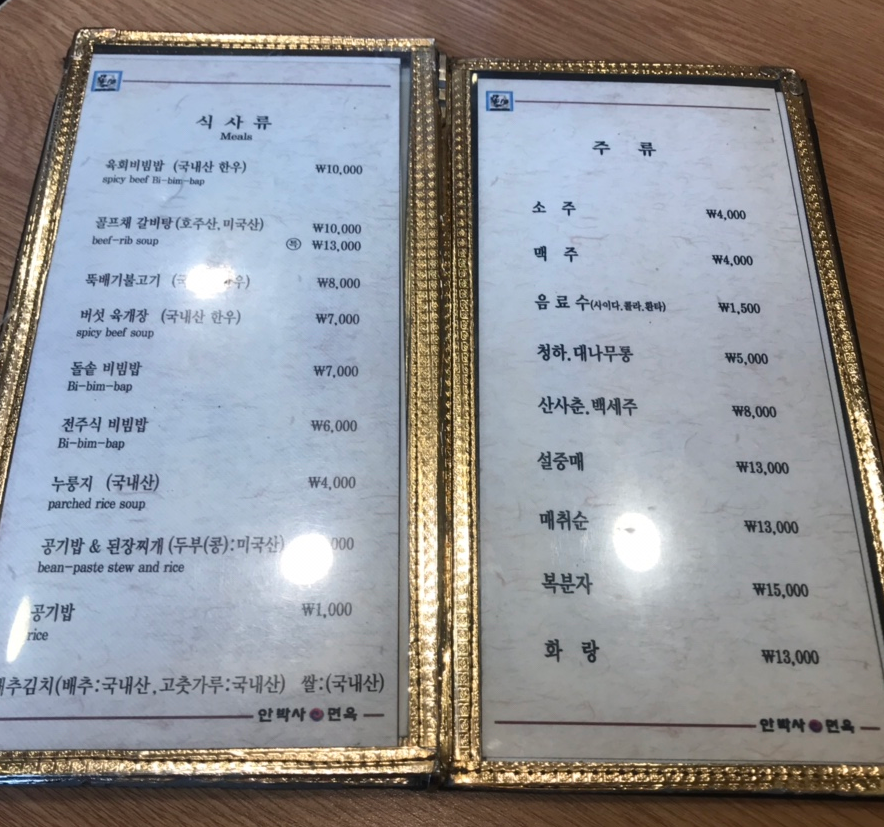 식 사 류
Meals
육회비빔밥 (국내산 한우) ₩10,000
spicy beef Bi-bim-bap
골프채 갈비탕(호주산,미국산) ₩10,000
beef-rib soup ㉵ ₩13,000
뚝배기불고기 (국 우) ₩8,000
버섯 육개장 (국내산 한우) ₩7,000
spicy beef soup
돌솥 비빔밥 ₩7,000
Bi-bim-bap
전주식 비빔밥 ₩6,000
Bi-bim-bap
누룽지 (국내산) ₩4,000
parched rice soup
공기밥 & 된장찌개(두부(콩):미국산) 000
bean-paste stew and rice
공기밥 ₩1,000
rice
배추김치(배추:국내산,고춧가루:국내산) 쌀:(국내산)
안박사 면옥
주 류
소 주 ₩4,000
맥 주 ₩4,000
음료수(사이다,콜라,환타) ₩1,500
청하,대나무통 ₩5,000
산사춘,백세주 ₩8,000
설중매 ₩13,000
매취순 ₩13,000
복분자 ₩15,000
화 랑 ₩13,000
안박사 면옥